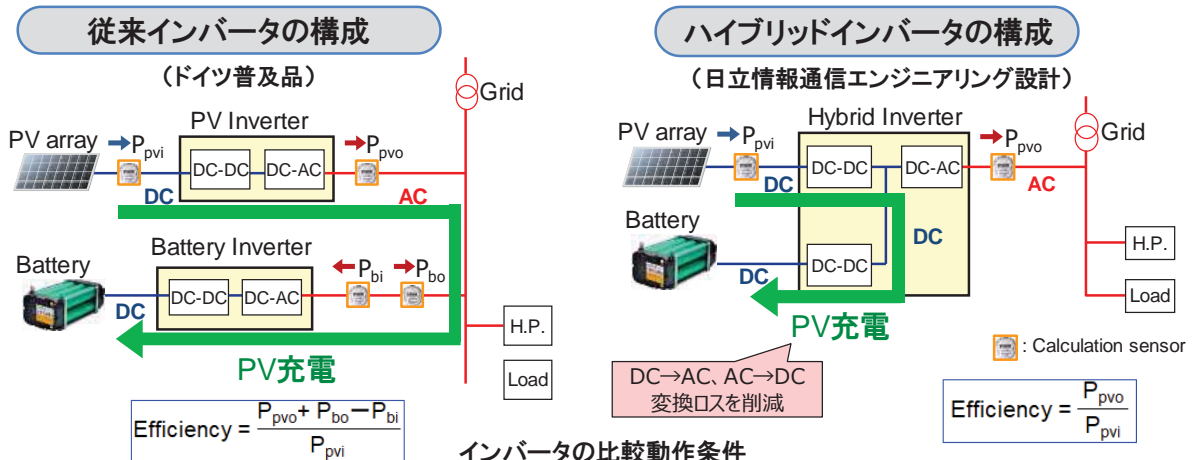 従来インバータの構成
(ドイツ普及品)
Grid
PV Inverter
PV array
Ppvi
DC-DC
DC-AC
Ppvo
DC
AC
Battery Inverter
Battery
Pbi
Pbo
DC-DC
DC-AC
DC
H.P.
PV充電
Load
Efficiency = Ppvo+ Pbo−Pbi
Ppvi
ハイブリッドインバータの構成
(日立情報通信エンジニアリング設計)
Hybrid Inverter
Grid
PV array
Ppvi
DC-DC
DC-AC
Ppvo
DC
AC
Battery
DC
DC-DC
DC
H.P.
Load
PV充電
: Calculation sensor
DC→AC、AC→DC
変換ロスを削減
Efficiency = Ppvo
Ppvi
インバータの比較動作条件